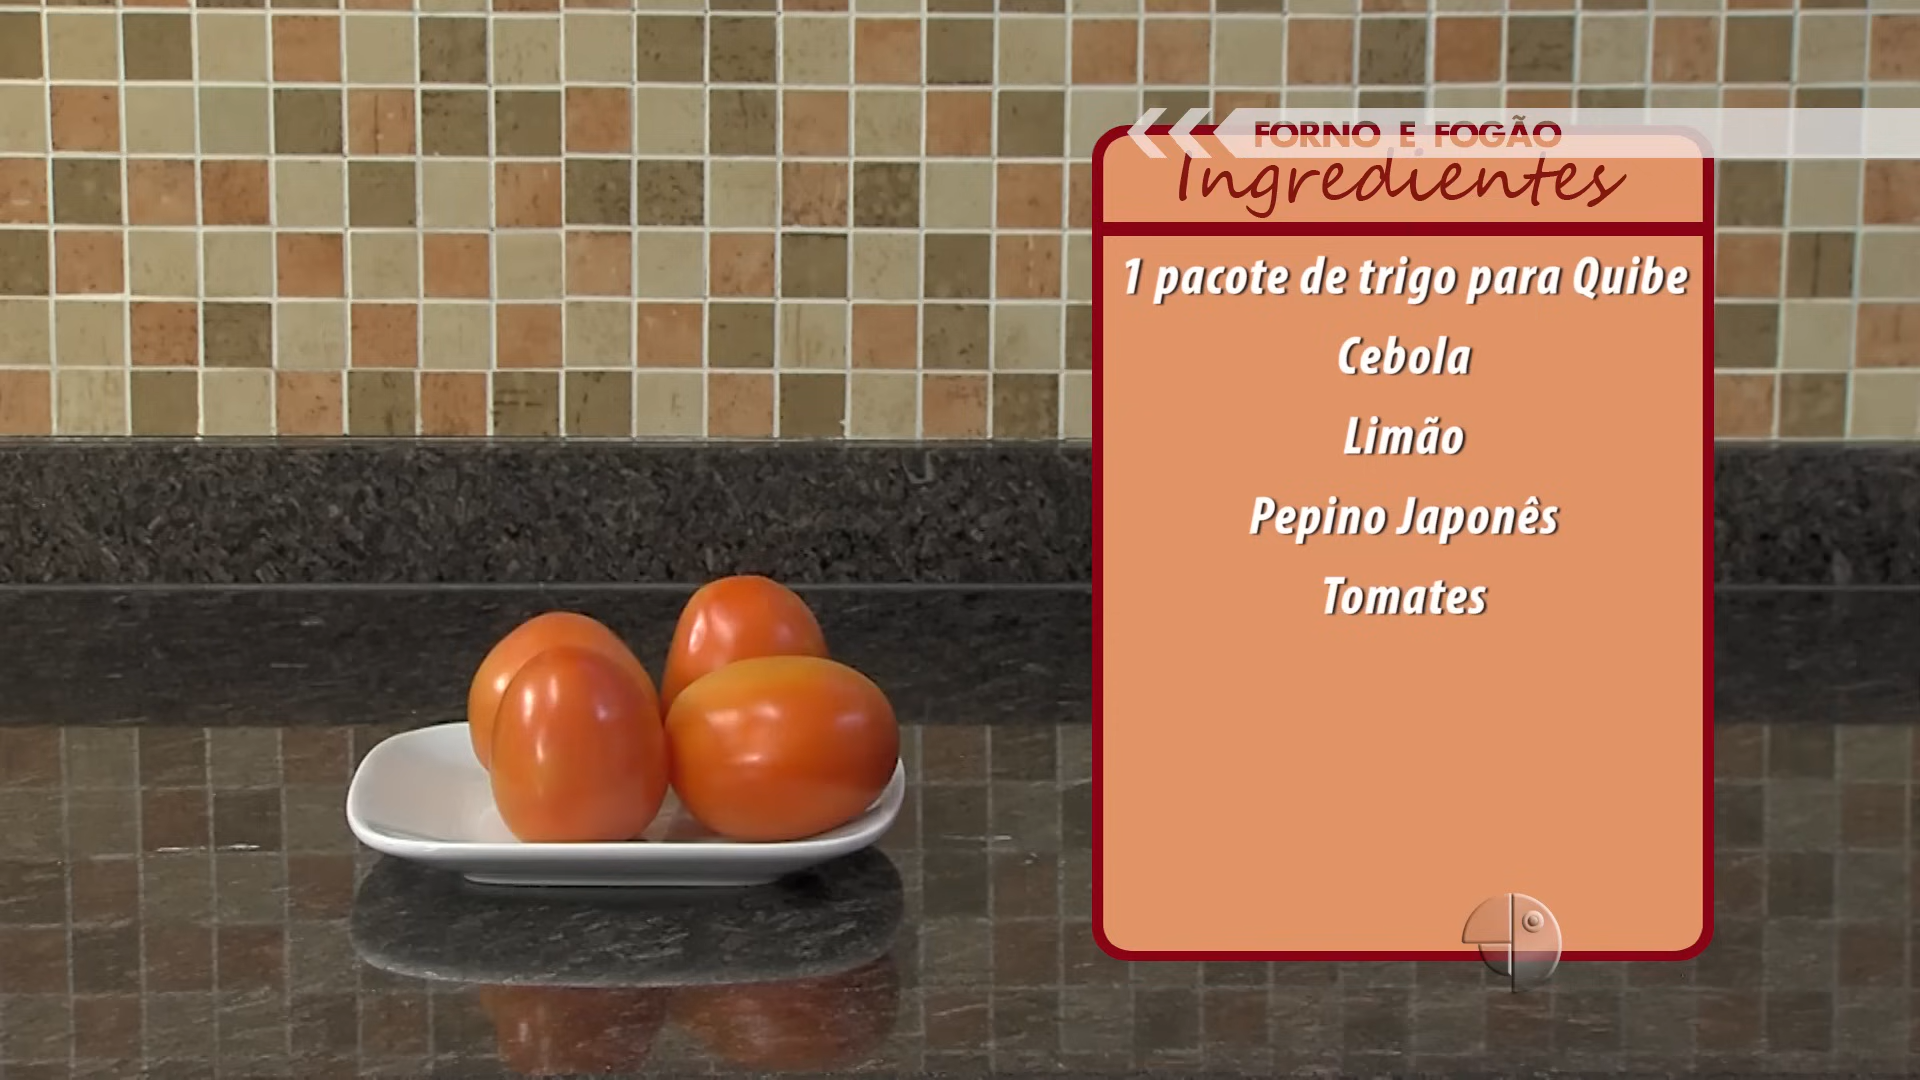 FORNO E FOGÃO
Ingredientes
1 pacote de trigo para Quibe
Cebola
Limão
Pepino Japonês
Tomates